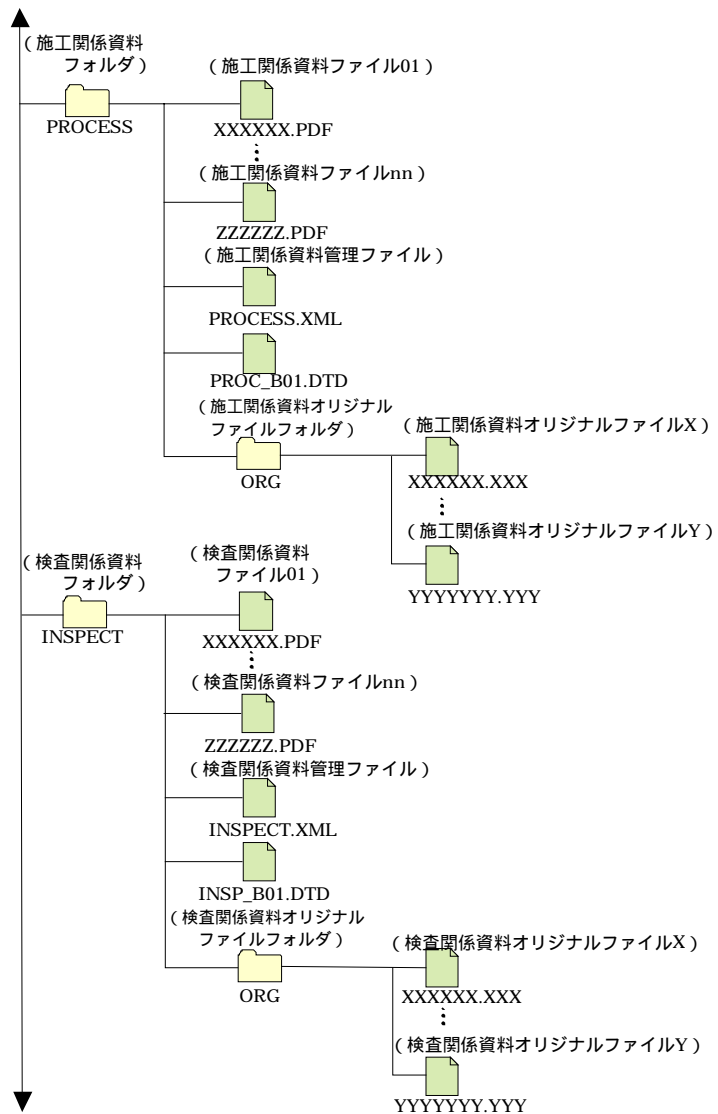 （施工関係資料
フォルダ）
PROCESS
（施工関係資料ファイル01）
XXXXXX.PDF
（施工関係資料ファイルnn）
ZZZZZZ.PDF
（施工関係資料管理ファイル）
PROCESS.XML
PROC_B01.DTD
（施工関係資料オリジナル
ファイルフォルダ）
ORG
（施工関係資料オリジナルファイルX）
XXXXXX.XXX
（施工関係資料オリジナルファイルY）
YYYYYYY.YYY
（検査関係資料
フォルダ）
INSPECT
（検査関係資料
ファイル01）
XXXXXX.PDF
（検査関係資料ファイルnn）
ZZZZZZ.PDF
（検査関係資料管理ファイル）
INSPECT.XML
INSP_B01.DTD
（検査関係資料オリジナル
ファイルフォルダ）
ORG
（検査関係資料オリジナルファイルX）
XXXXXX.XXX
（検査関係資料オリジナルファイルY）
YYYYYYY.YYY